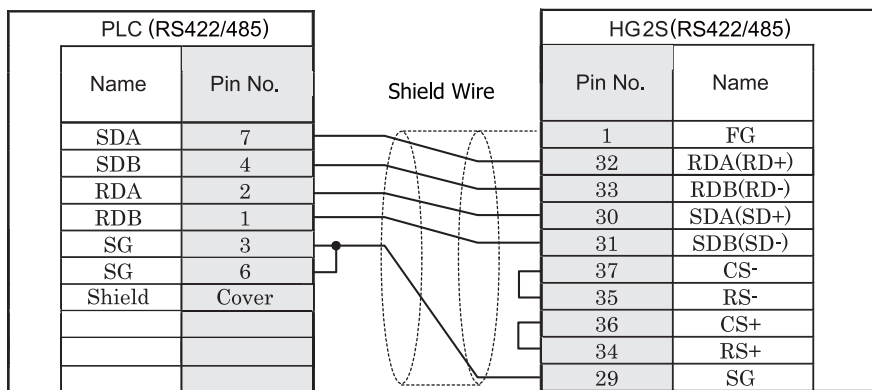 PLC (RS422/485)
HG2S(RS422/485)
Name Pin No. Shield Wire Pin No. Name
SDA 7 1 FG
SDB 4 32 RDA(RD+)
RDA 2 33 RDB(RD-)
RDB 1 30 SDA(SD+)
SG 3 31 SDB(SD-)
SG 6 37 CS-
Shield Cover 35 RS-
36 CS+
34 RS+
29 SG